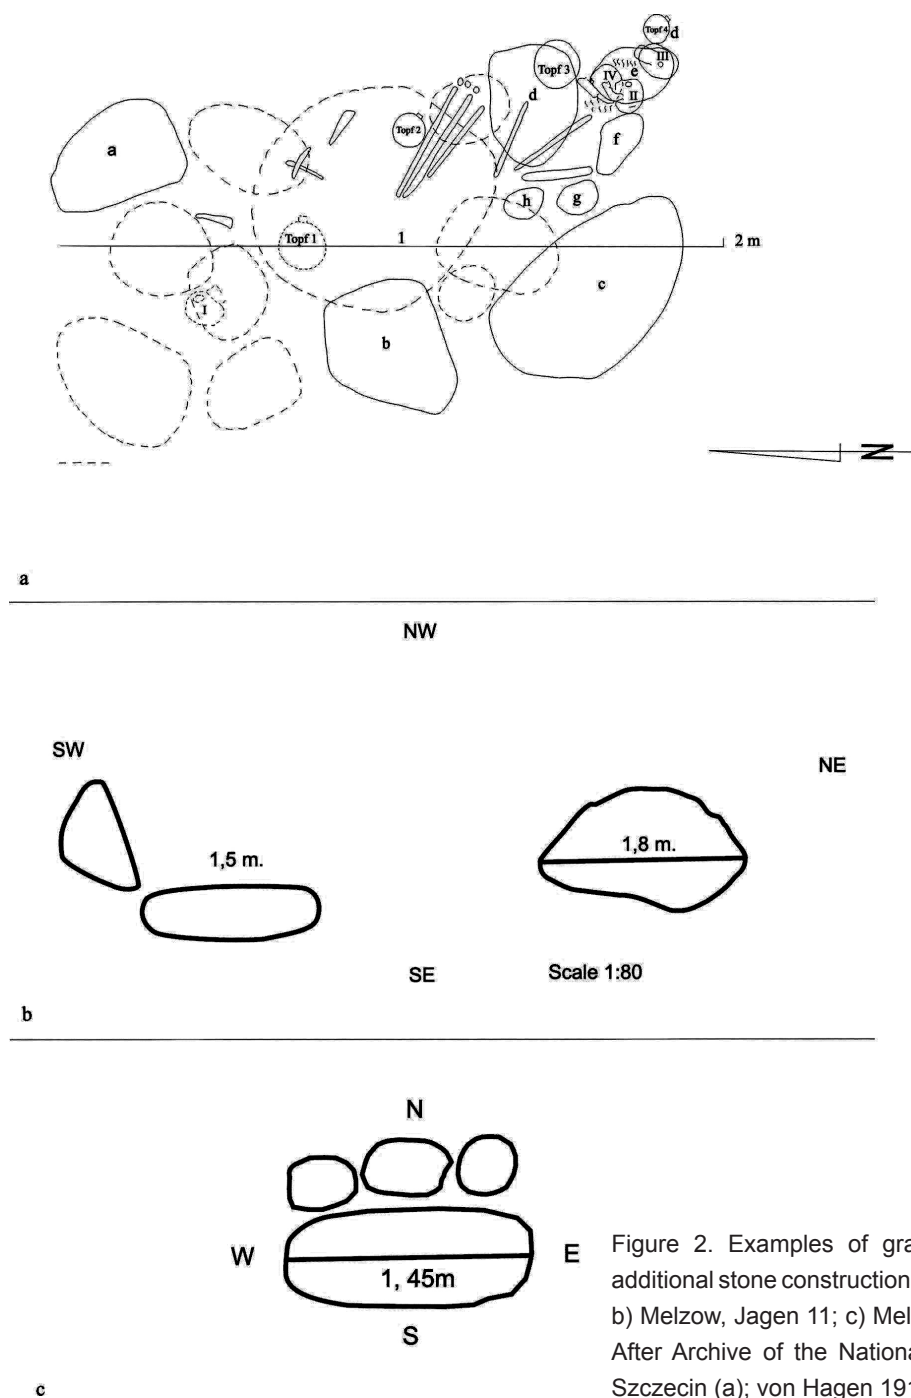 Topf 4 d
III
Topf 3 IV e
d II
a Topf 2 f
h g
Topf 1 1 2 m
c
I
b
N
a
NW
SW
NE
1,5 m.
1,8 m.
SE Scale 1:80
b
N
W E
1, 45m
S
c
Figure 2. Examples of gra
additional stone construction
b) Melzow, Jagen 11; c) Mel
After Archive of the Nationa
Szczecin (a); von Hagen 191